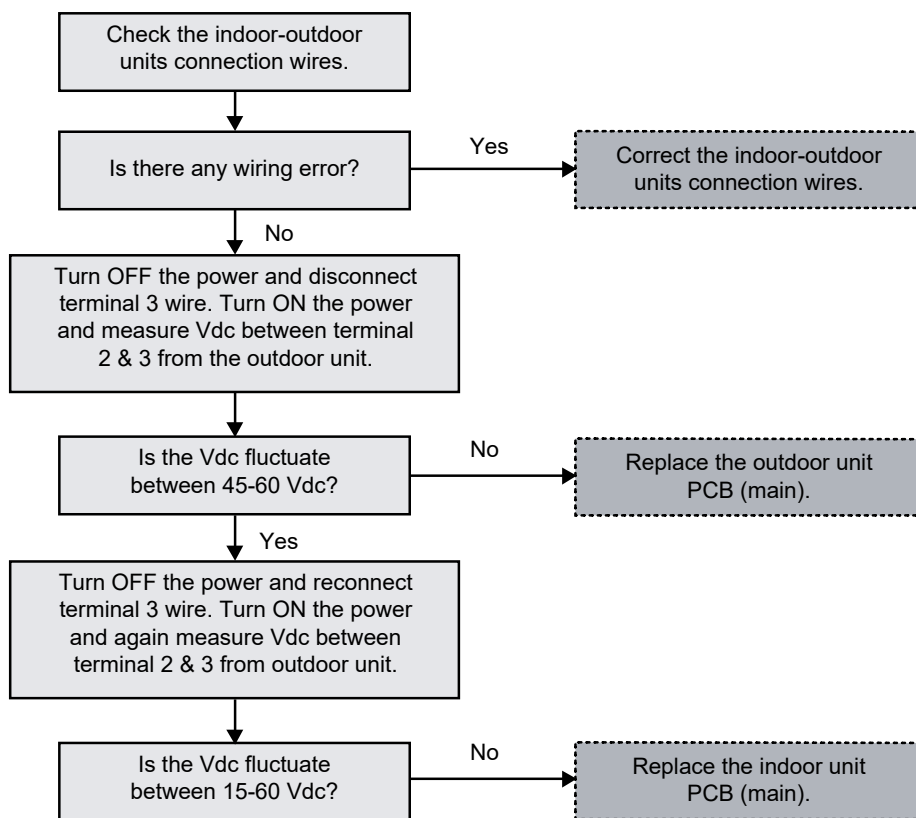 Check the indoor-outdoor
units connection wires.
Is there any wiring error?
Yes
Correct the indoor-outdoor
units connection wires.
No
Turn OFF the power and disconnect
terminal 3 wire. Turn ON the power
and measure Vdc between terminal
2 & 3 from the outdoor unit.
Is the Vdc fluctuate
between 45-60 Vdc?
No
Replace the outdoor unit
PCB (main).
Yes
Turn OFF the power and reconnect
terminal 3 wire. Turn ON the power
and again measure Vdc between
terminal 2 & 3 from outdoor unit.
Is the Vdc fluctuate
between 15-60 Vdc?
No
Replace the indoor unit
PCB (main).